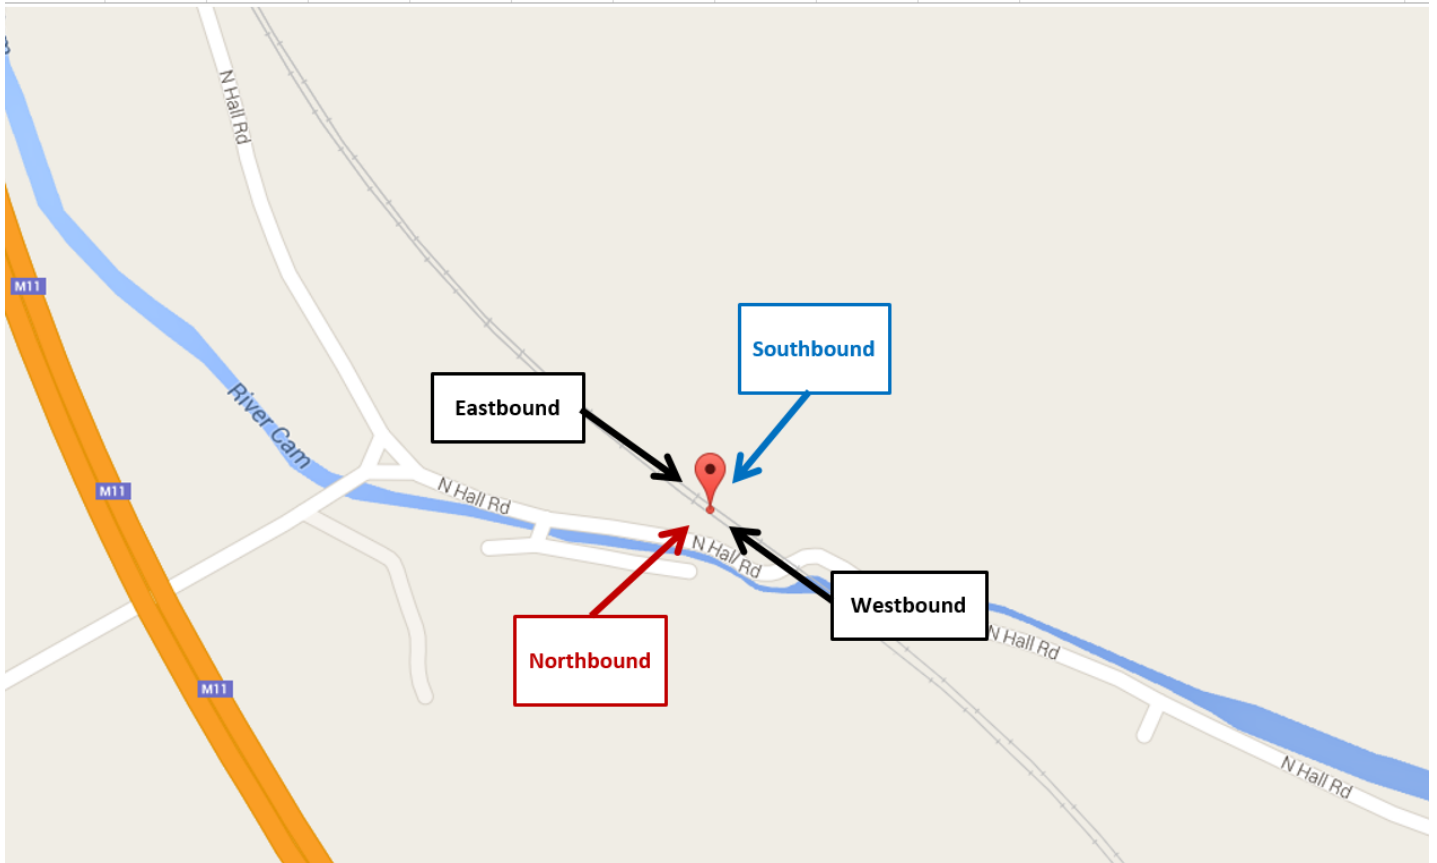 N Hall Rd
M11
Southbound
Eastbound
River Cam
M11
N Hall Rd
N Hall Rd
Westbound
N Hall Rd
Northbound
M11
N Hall Rd